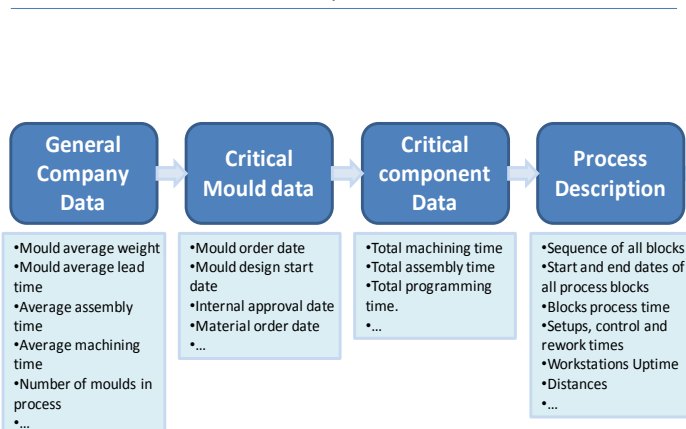 General
Company
Data
•Mould average weight
•Mould average lead
time
•Average assembly
time
•Average machining
time
•Number of moulds in
process
•...
Critical
Mould data
•Mould order date
•Mould design start
date
•Internal approval date
•Material order date
•...
Critical
component
Data
•Total machining time
•Total assembly time
•Total programming
time.
•...
Process
Description
•Sequence of all blocks
•Start and end dates of
all process blocks
•Blocks process time
•Setups, control and
rework times
•Workstations Uptime
•Distances
•...